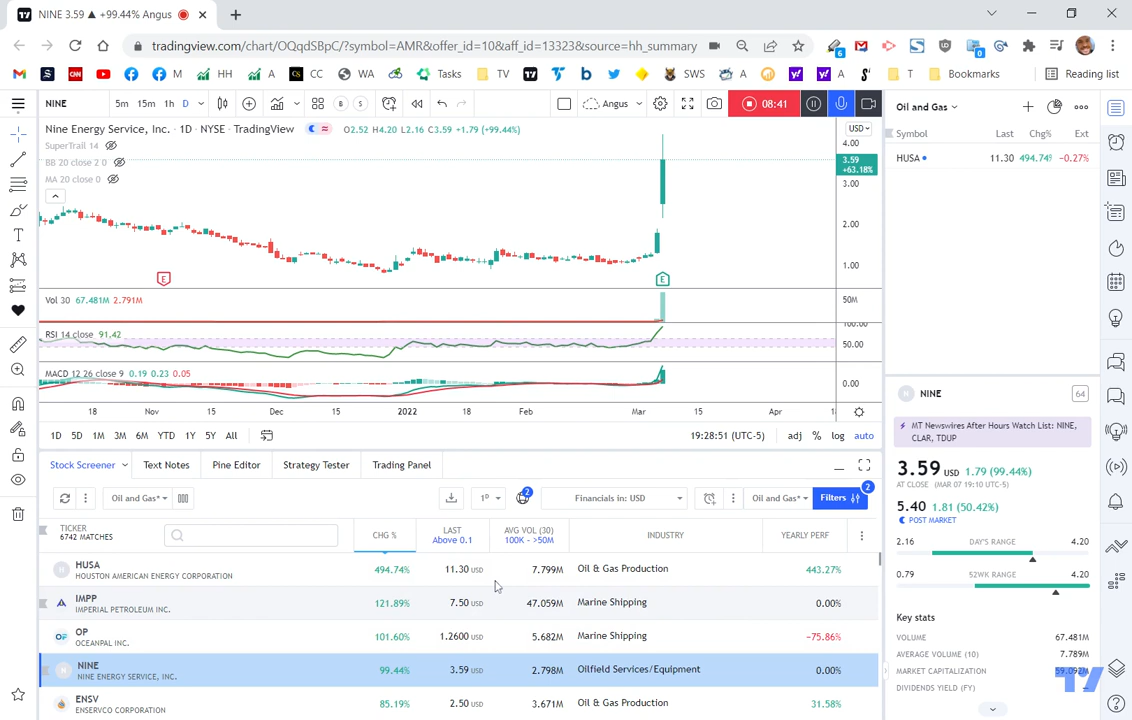 NINE 3.59 ▲ +99.44% Angus
tradingview.com/chart/OQqdSBpC/?symbol=AMR&offer_id=10&aff_id=13323&source=hh_summary
6
0
CNN
M
HH
A
CC
WA
Tasks
TV
SWS
A
A
T
Bookmarks
Reading list
NINE
5m 15m 1h D
B
S
Angus
08:41
Nine Energy Service, Inc. · 1D · NYSE · TradingView
O2.52 H4.20 L2.16 C3.59 +1.79 (+99.44%)
SuperTrail 14
BB 20 close 2 0
MA 20 close 0
USD
4.00
3.59
+63.18%
3.00
2.00
1.00
E
E
Vol 30 67.481M 2.791M
50M
RSI 14 close 91.42
100.00
50.00
MACD 12 26 close 9 0.19 0.23 0.05
0.00
18 Nov 15 Dec 15 2022 18 Feb Mar 15 Apr
1D 5D 1M 3M 6M YTD 1Y 5Y All
19:28:51 (UTC-5)
adj % log auto
Stock Screener
Text Notes
Pine Editor
Strategy Tester
Trading Panel
Oil and Gas*
1D
2
Financials in: USD
Oil and Gas*
Filters
2
TICKER
6742 MATCHES
CHG %
LAST
Above 0.1
AVG VOL (30)
100K - >50M
INDUSTRY
YEARLY PERF
HUSA
HOUSTON AMERICAN ENERGY CORPORATION
494.74% 11.30 USD 7.799M Oil & Gas Production 443.27%
IMPP
IMPERIAL PETROLEUM INC.
121.89% 7.50 USD 47.059M Marine Shipping 0.00%
OP
OCEANPAL INC.
101.60% 1.2600 USD 5.682M Marine Shipping −75.86%
N
NINE
NINE ENERGY SERVICE, INC.
99.44% 3.59 USD 2.798M Oilfield Services/Equipment 0.00%
ENSV
ENSERVCO CORPORATION
85.19% 2.50 USD 3.671M Oil & Gas Production 31.58%
Oil and Gas
Symbol Last Chg% Ext
HUSA 11.30 494.74% −0.27%
N
NINE
64
MT Newswires After Hours Watch List: NINE,
CLAR, TDUP
3.59 USD 1.79 (99.44%)
AT CLOSE (MAR 07 19:10 UTC-5)
5.40 1.81 (50.42%)
POST MARKET
2.16 DAY'S RANGE 4.20
0.79 52WK RANGE 4.20
Key stats
VOLUME 67.481M
AVERAGE VOLUME (10) 7.789M
MARKET CAPITALIZATION 59.092M
DIVIDENDS YIELD (FY) —